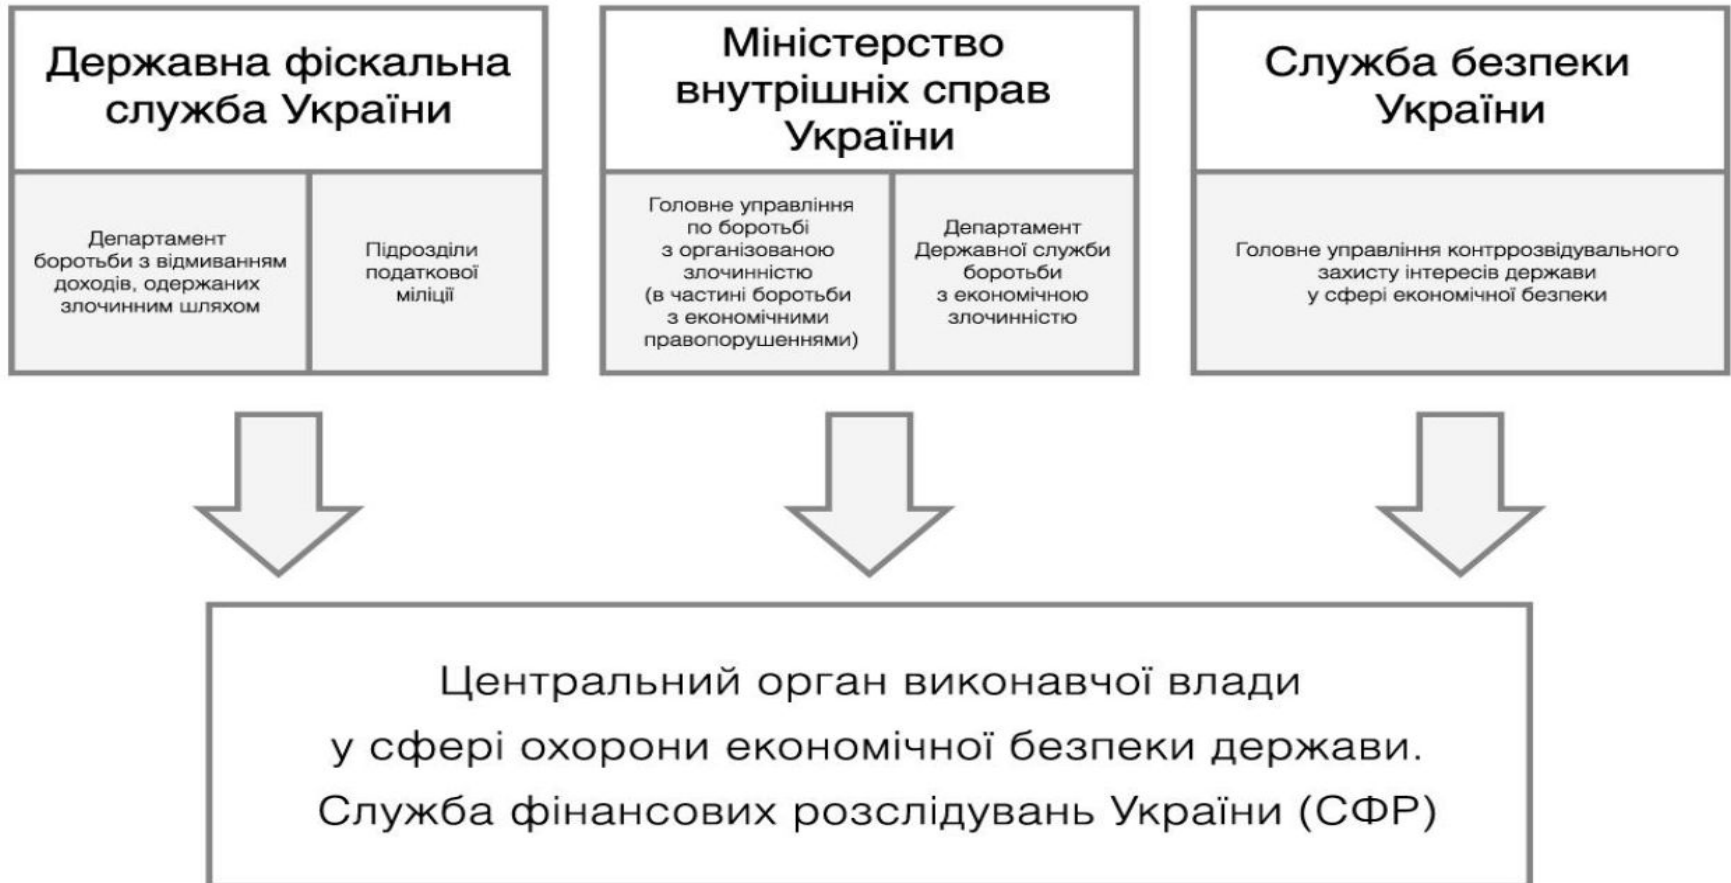 Державна фіскальна
служба України
Департамент
боротьби з відмиванням
доходів, одержаних
злочинним шляхом
Підрозділи
податкової
міліції
Міністерство
внутрішніх справ
України
Головне управління
по боротьбі
з організованою
злочинністю
(в частині боротьби
з економічними
правопорушеннями)
Департамент
Державної служби
боротьби
з економічною
злочинністю
Служба безпеки
України
Головне управління контррозвідувального
захисту інтересів держави
у сфері економічної безпеки
Центральний орган виконавчої влади
у сфері охорони економічної безпеки держави.
Служба фінансових розслідувань України (СФР)